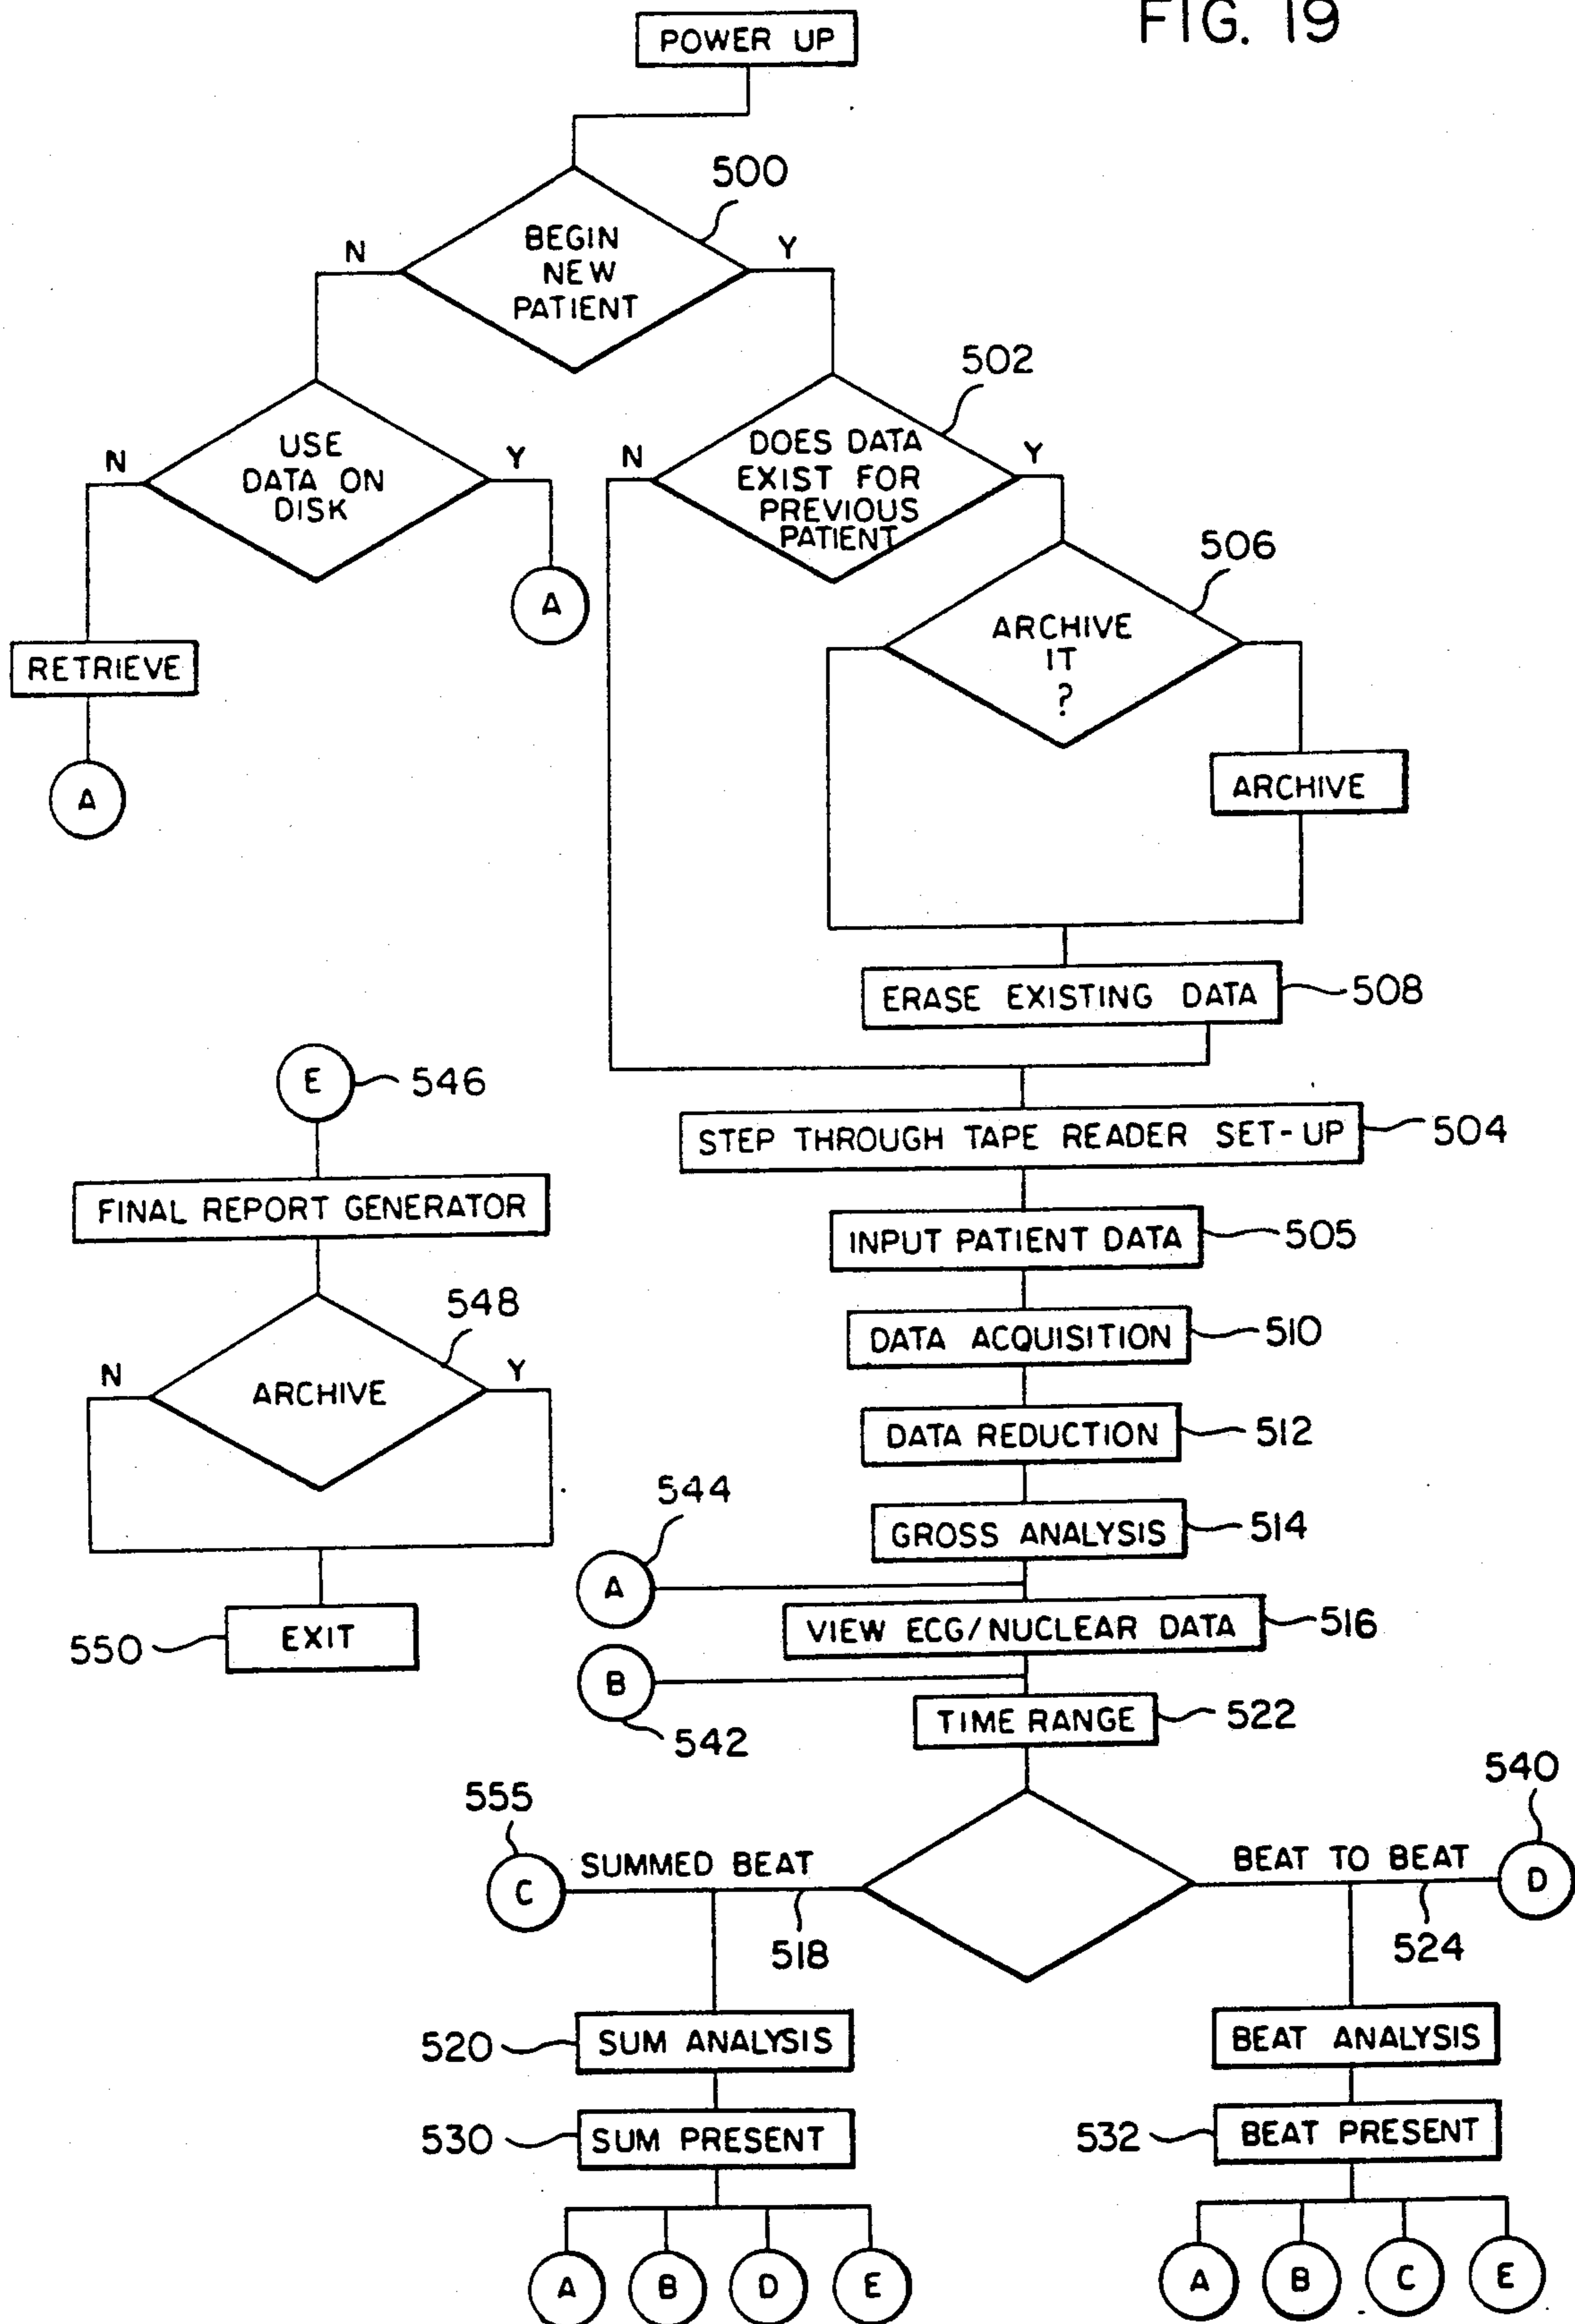 FIG. 19
POWER UP
500
BEGIN
NEW
PATIENT
N
Y
502
USE
DATA ON
DISK
N
Y
DOES DATA
EXIST FOR
PREVIOUS
PATIENT
N
Y
506
A
ARCHIVE
IT
?
RETRIEVE
A
ARCHIVE
ERASE EXISTING DATA
508
E
546
STEP THROUGH TAPE READER SET-UP
504
FINAL REPORT GENERATOR
INPUT PATIENT DATA
505
548
N
Y
ARCHIVE
DATA ACQUISITION
510
DATA REDUCTION
512
544
GROSS ANALYSIS
514
A
VIEW ECG/NUCLEAR DATA
516
550
EXIT
B
542
TIME RANGE
522
555
540
C
SUMMED BEAT
BEAT TO BEAT
D
518
524
520
SUM ANALYSIS
BEAT ANALYSIS
530
SUM PRESENT
532
BEAT PRESENT
A
B
D
E
A
B
C
E